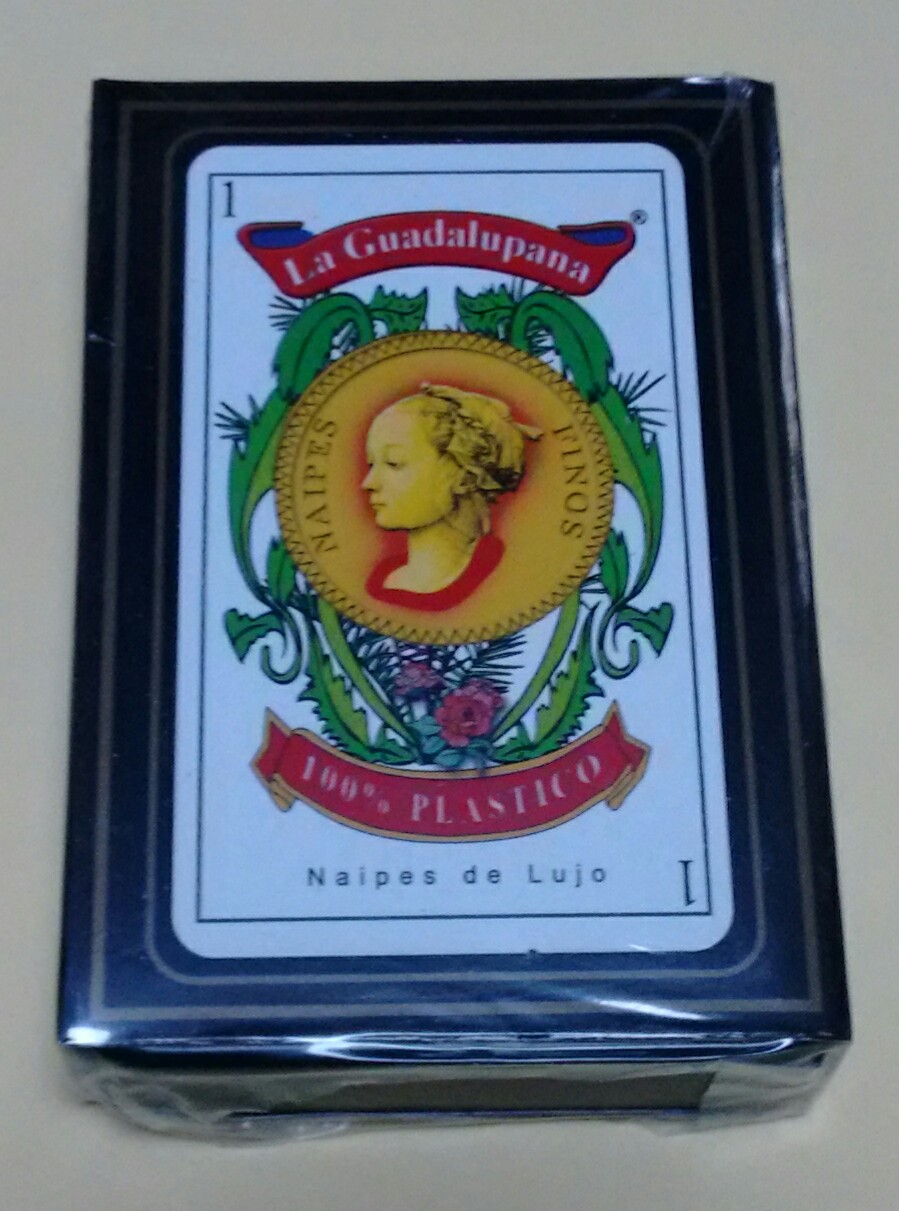 1
La Guadalupana ®
NAIPES FINOS
100% PLASTICO
Naipes de Lujo
1